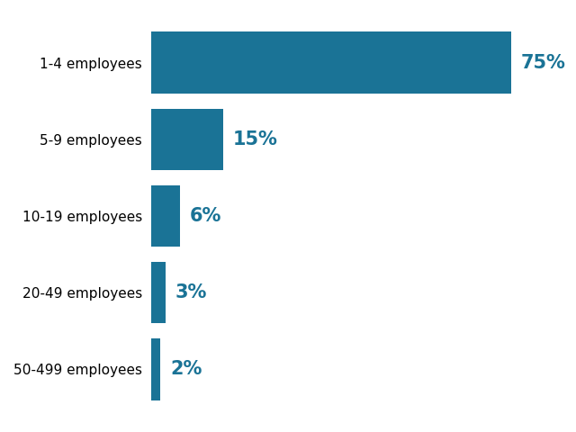 1-4 employees 75%
5-9 employees 15%
10-19 employees 6%
20-49 employees 3%
50-499 employees 2%